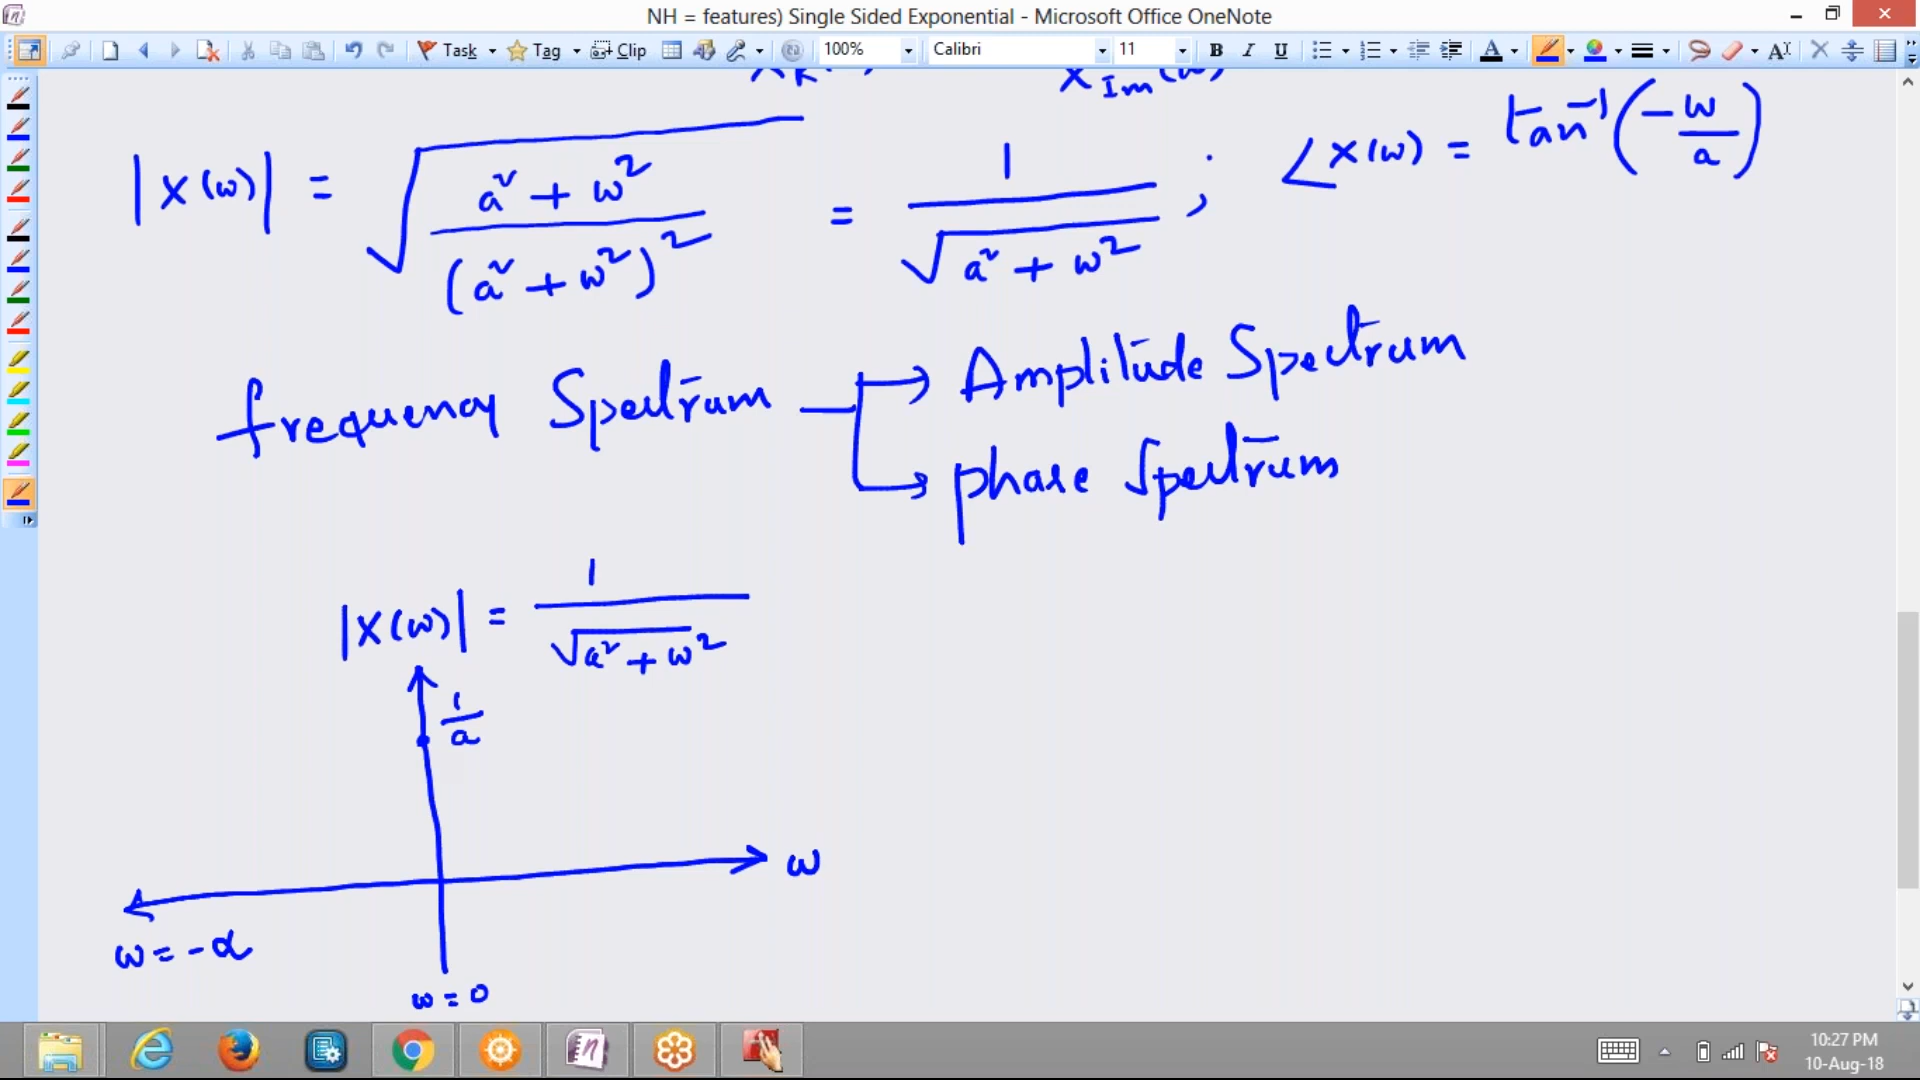 NH = features) Single Sided Exponential - Microsoft Office OneNote
Task Tag Clip 100% Calibri 11 B I U A
X_Im(ω)
|X(ω)| = √((a² + ω²)/(a² + ω²)²) = 1/√(a² + ω²) ; ∠X(ω) = tan⁻¹(-ω/a)
frequency Spectrum → Amplitude Spectrum
→ phase Spectrum
|X(ω)| = 1/√(a² + ω²)
1/a
ω
ω = -α
ω = 0
10:27 PM
10-Aug-18